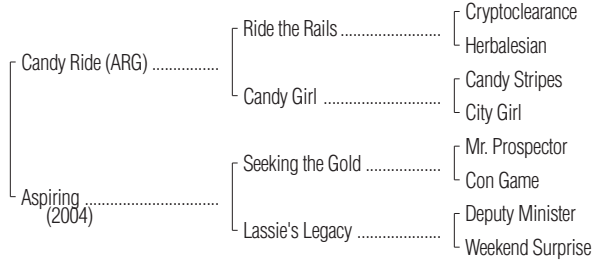 Cryptoclearance
Ride the Rails ........................
Herbalesian
Candy Ride (ARG) ................
Candy Stripes
Candy Girl ............................
City Girl
Mr. Prospector
Seeking the Gold ..................
Con Game
Aspiring ................................
(2004)
Deputy Minister
Lassie's Legacy ....................
Weekend Surprise